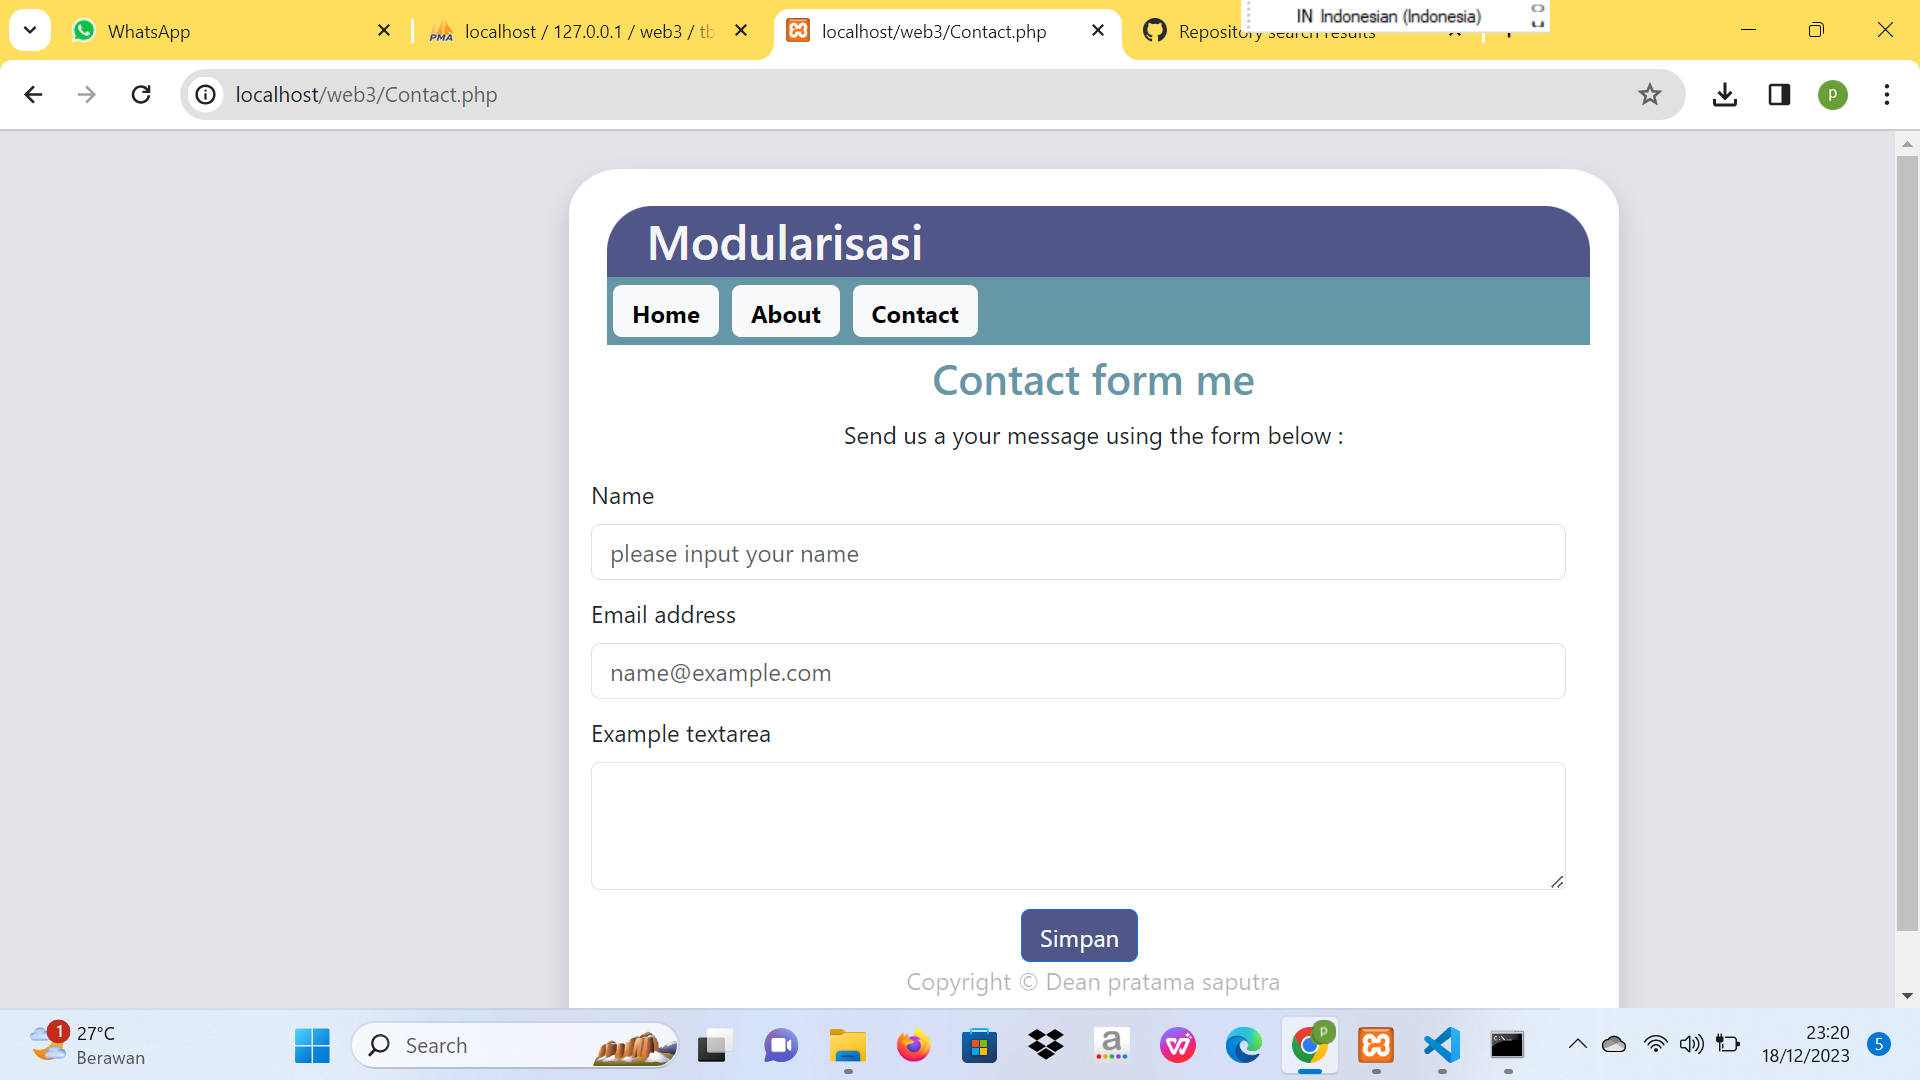 WhatsApp
localhost / 127.0.0.1 / web3 / tb
localhost/web3/Contact.php
Repository search results
IN Indonesian (Indonesia)
localhost/web3/Contact.php
P
Modularisasi
Home
About
Contact
Contact form me
Send us a your message using the form below :
Name
please input your name
Email address
name@example.com
Example textarea
Simpan
Copyright © Dean pratama saputra
1
27°C
Berawan
Search
23:20
18/12/2023
5